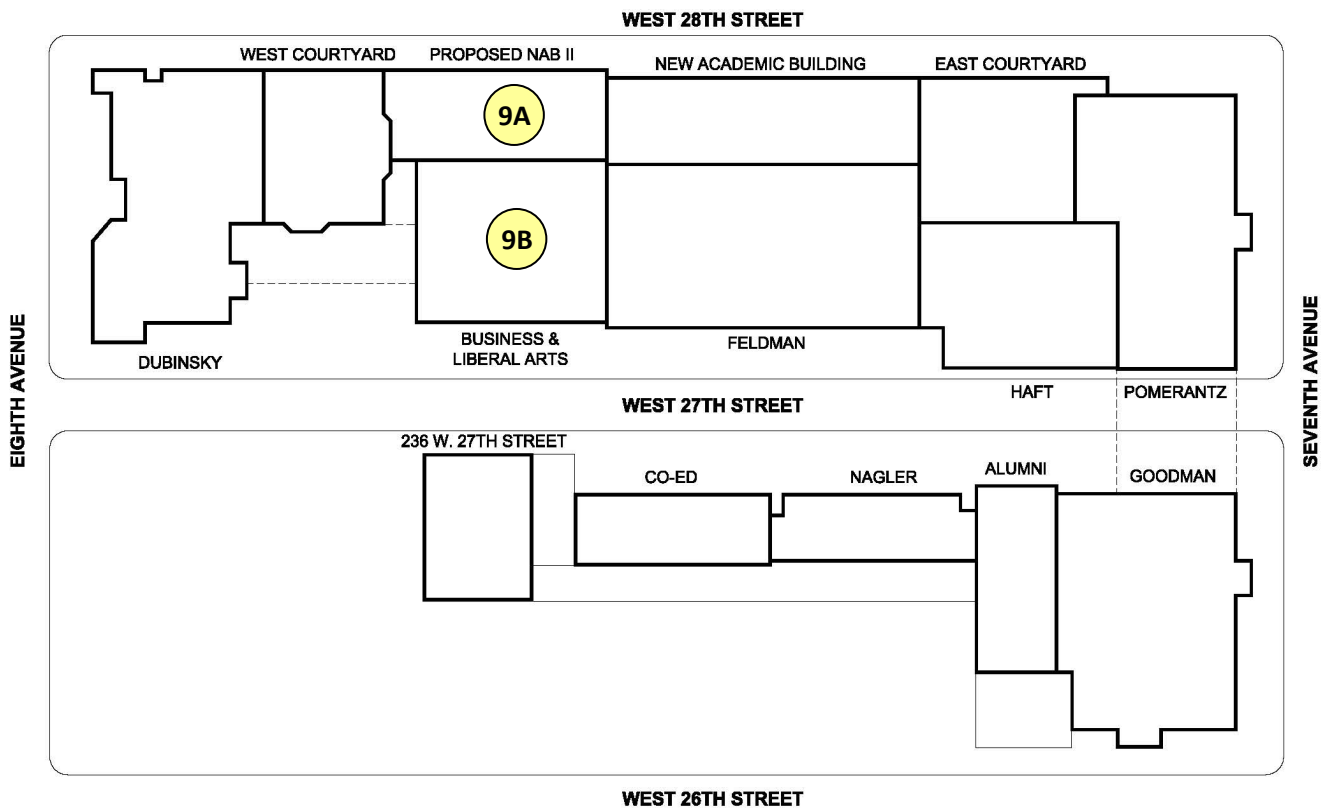 WEST 28TH STREET
WEST COURTYARD
PROPOSED NAB II
NEW ACADEMIC BUILDING
EAST COURTYARD
9A
9B
EIGHTH AVENUE
SEVENTH AVENUE
DUBINSKY
BUSINESS &
LIBERAL ARTS
FELDMAN
HAFT
POMERANTZ
WEST 27TH STREET
236 W. 27TH STREET
CO-ED
NAGLER
ALUMNI
GOODMAN
WEST 26TH STREET